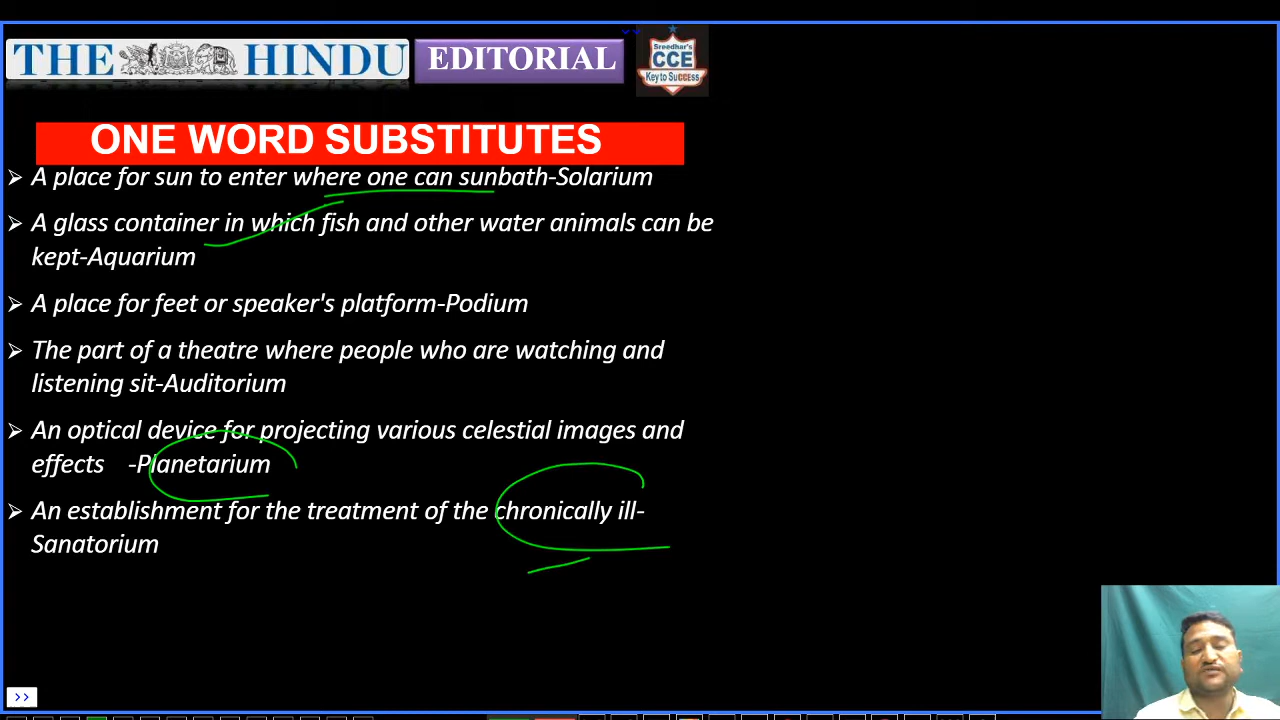 THE HINDU
EDITORIAL
Sreedhar's
CCE
Key to Success
ONE WORD SUBSTITUTES
➢ A place for sun to enter where one can sunbath-Solarium
➢ A glass container in which fish and other water animals can be
kept-Aquarium
➢ A place for feet or speaker's platform-Podium
➢ The part of a theatre where people who are watching and
listening sit-Auditorium
➢ An optical device for projecting various celestial images and
effects -Planetarium
➢ An establishment for the treatment of the chronically ill-
Sanatorium
>>